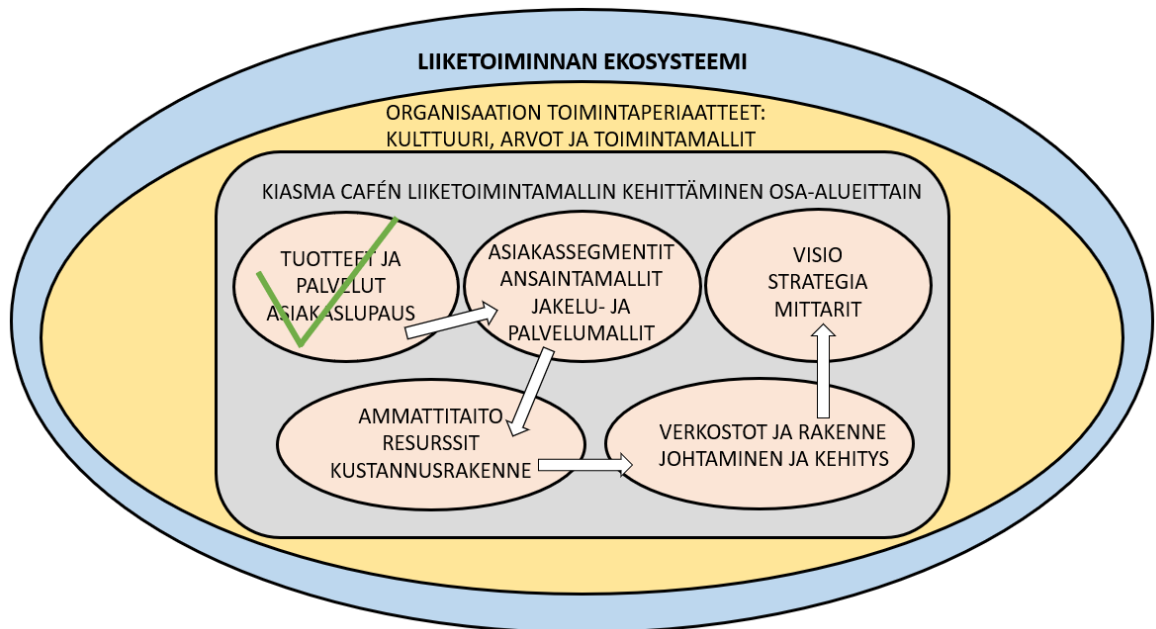 LIIKETOIMINNAN EKOSYSTEEMI
ORGANISAATION TOIMINTAPERIAATTEET:
KULTTUURI, ARVOT JA TOIMINTAMALLIT
KIASMA CAFÉN LIIKETOIMINTAMALLIN KEHITTÄMINEN OSA-ALUEITTAIN
TUOTTEET JA
PALVELUT
ASIAKASLUPAUS
ASIAKASSEGMENTIT
ANSAINTAMALLIT
JAKELU- JA
PALVELUMALLIT
VISIO
STRATEGIA
MITTARIT
AMMATTITAITO
RESURSSIT
KUSTANNUSRAKENNE
VERKOSTOT JA RAKENNE
JOHTAMINEN JA KEHITYS